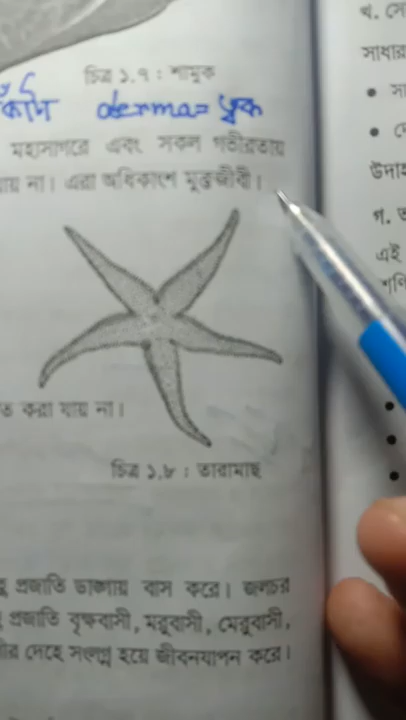 চিত্র ১.৭ : শামুক
derma= ত্বক
মহাসাগরে এবং সকল গভীরতায়
যায় না। এরা অধিকাংশ মুক্তজীবী।
করা যায় না।
চিত্র ১.৮ : তারামাছ
প্রজাতি ডাঙ্গায় বাস করে। জলচর
প্রজাতি বৃক্ষবাসী, মরুবাসী, মেরুবাসী,
দেহে সংলগ্ন হয়ে জীবনযাপন করে।
খ.
সাধার
গ.
এই